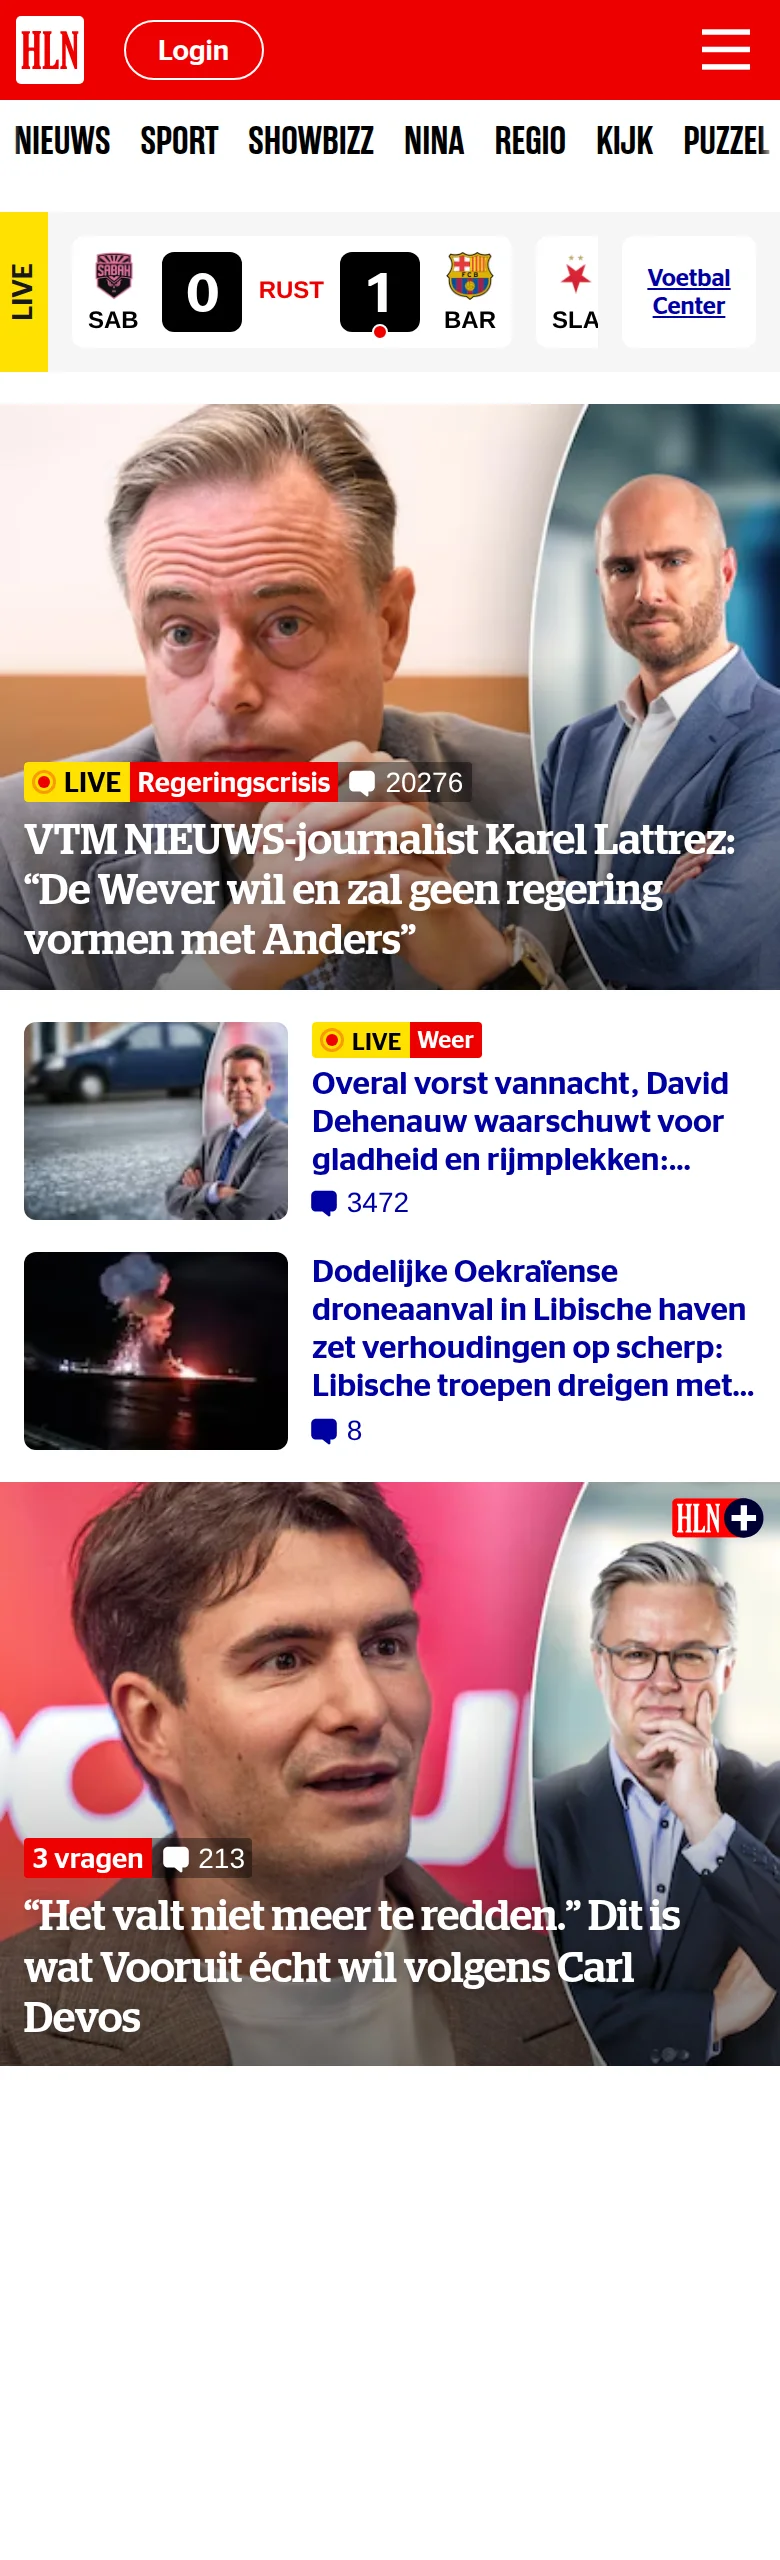 HLN
Login
NIEUWS SPORT SHOWBIZZ NINA REGIO KIJK PUZZEL
LIVE
SABAH
SAB
0
RUST
1
FCB
BAR
SLA
Voetbal
Center
LIVE Regeringscrisis 20276
VTM NIEUWS-journalist Karel Lattrez:
“De Wever wil en zal geen regering
vormen met Anders”
LIVE Weer
Overal vorst vannacht, David
Dehenauw waarschuwt voor
gladheid en rijmplekken:...
3472
Dodelijke Oekraïense
droneaanval in Libische haven
zet verhoudingen op scherp:
Libische troepen dreigen met...
8
HLN+
3 vragen 213
“Het valt niet meer te redden.” Dit is
wat Vooruit écht wil volgens Carl
Devos